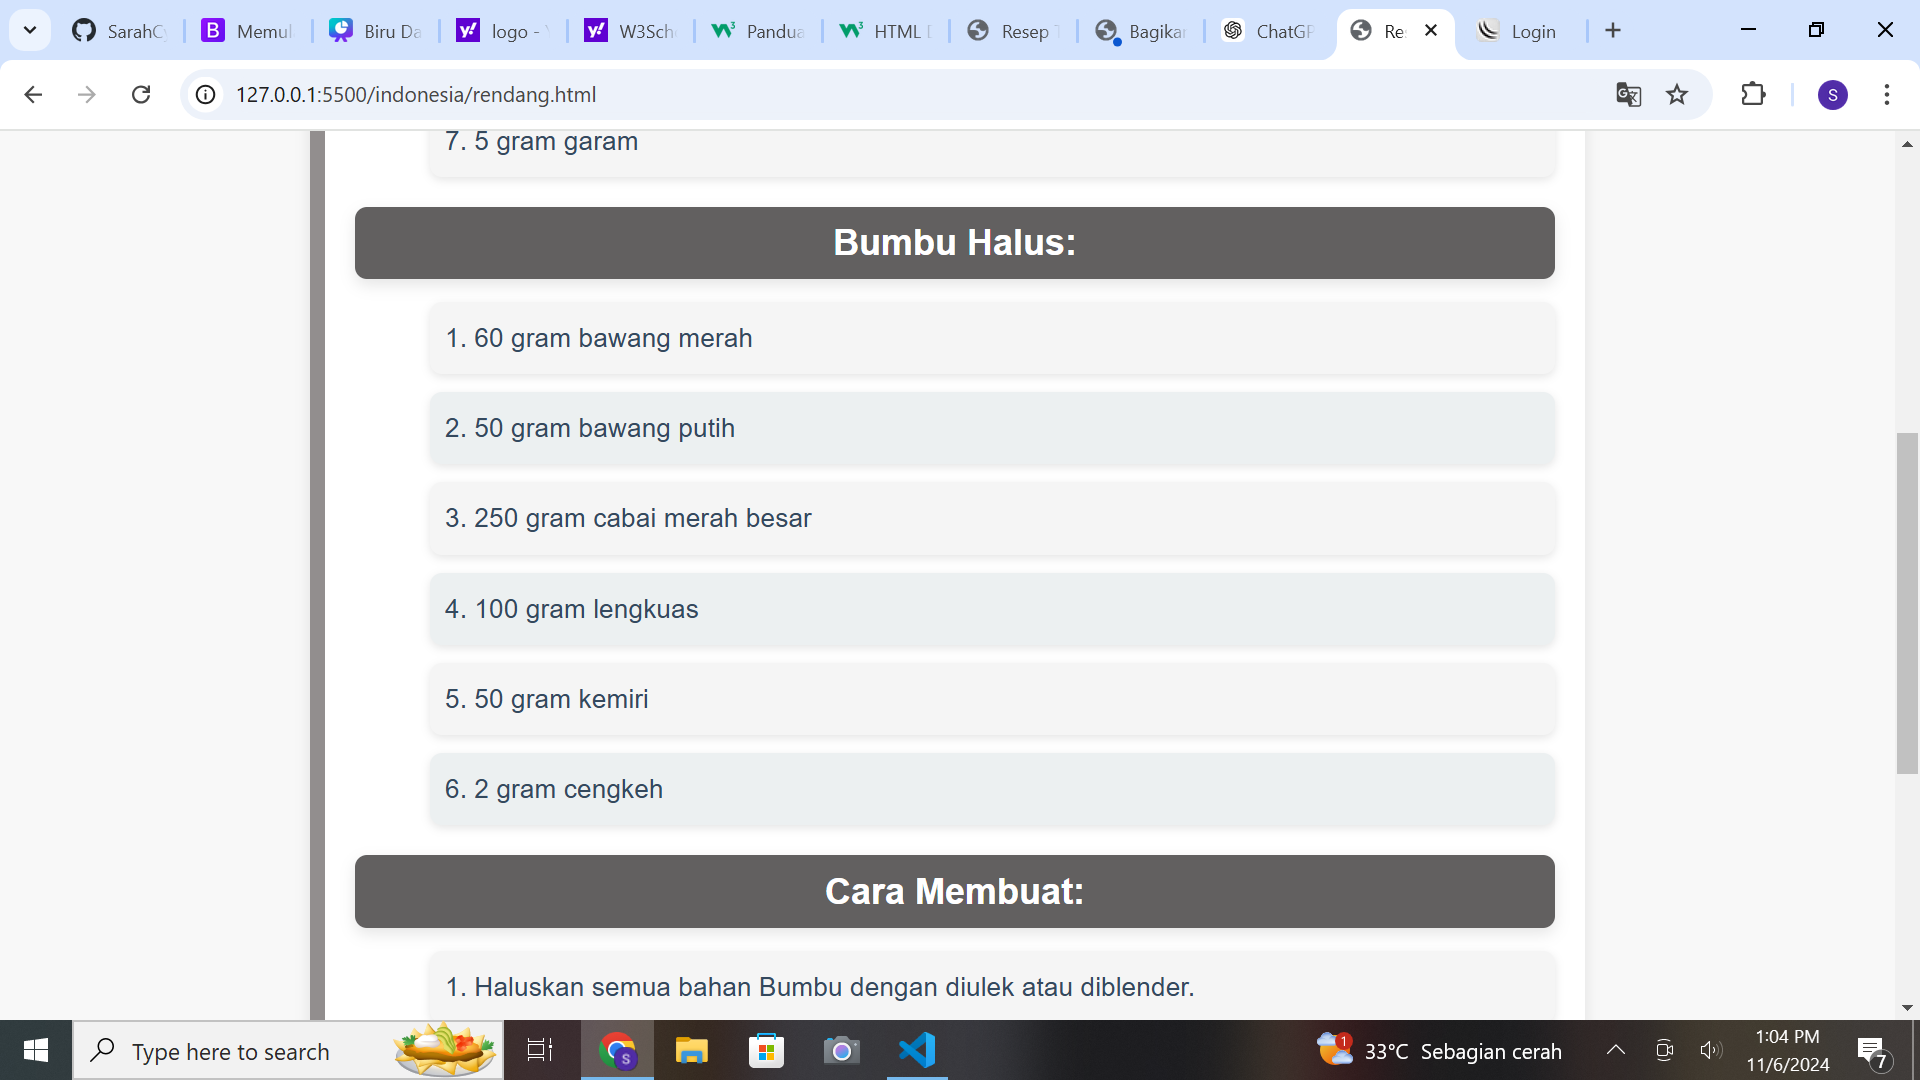 SarahC
Memul
Biru Da
logo -
W3Sch
Pandua
HTML
Resep
Bagikar
ChatGP
Re
Login
127.0.0.1:5500/indonesia/rendang.html
S
7. 5 gram garam
Bumbu Halus:
1. 60 gram bawang merah
2. 50 gram bawang putih
3. 250 gram cabai merah besar
4. 100 gram lengkuas
5. 50 gram kemiri
6. 2 gram cengkeh
Cara Membuat:
1. Haluskan semua bahan Bumbu dengan diulek atau diblender.
Type here to search
S
1
33°C Sebagian cerah
1:04 PM
11/6/2024
7